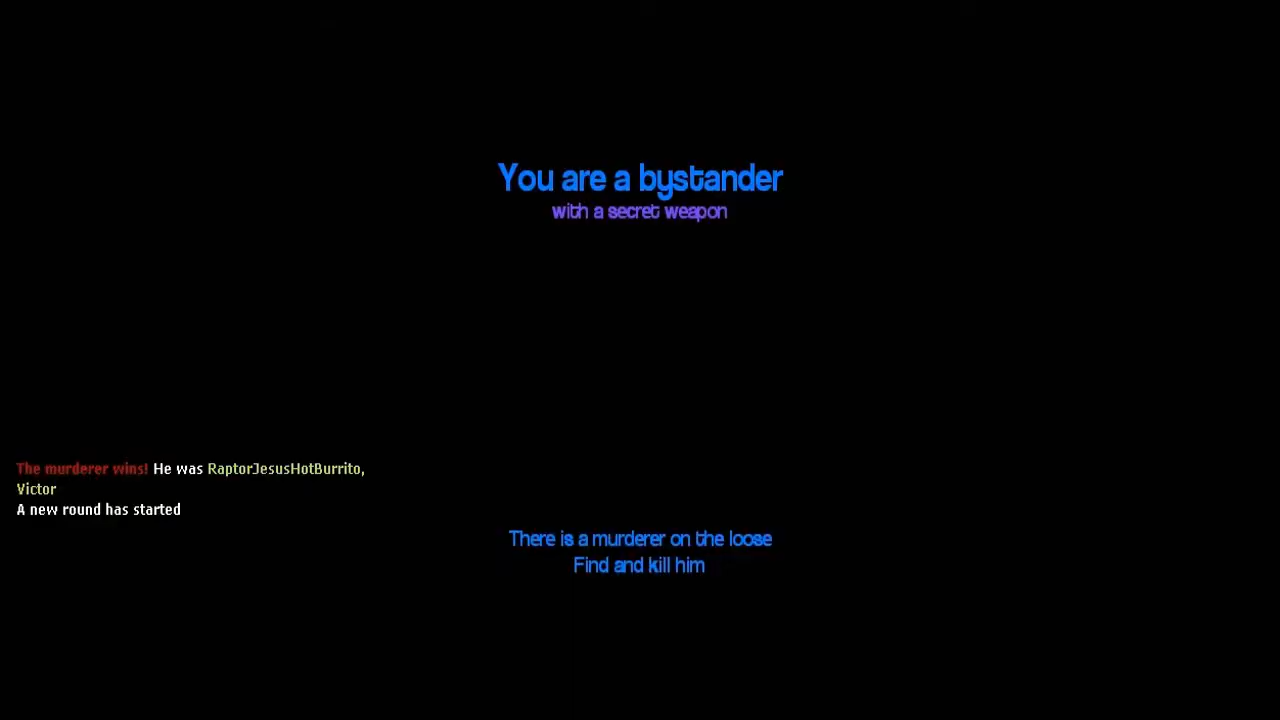 You are a bystander
with a secret weapon
The murderer wins! He was RaptorJesusHotBurrito,
Victor
A new round has started
There is a murderer on the loose
Find and kill him